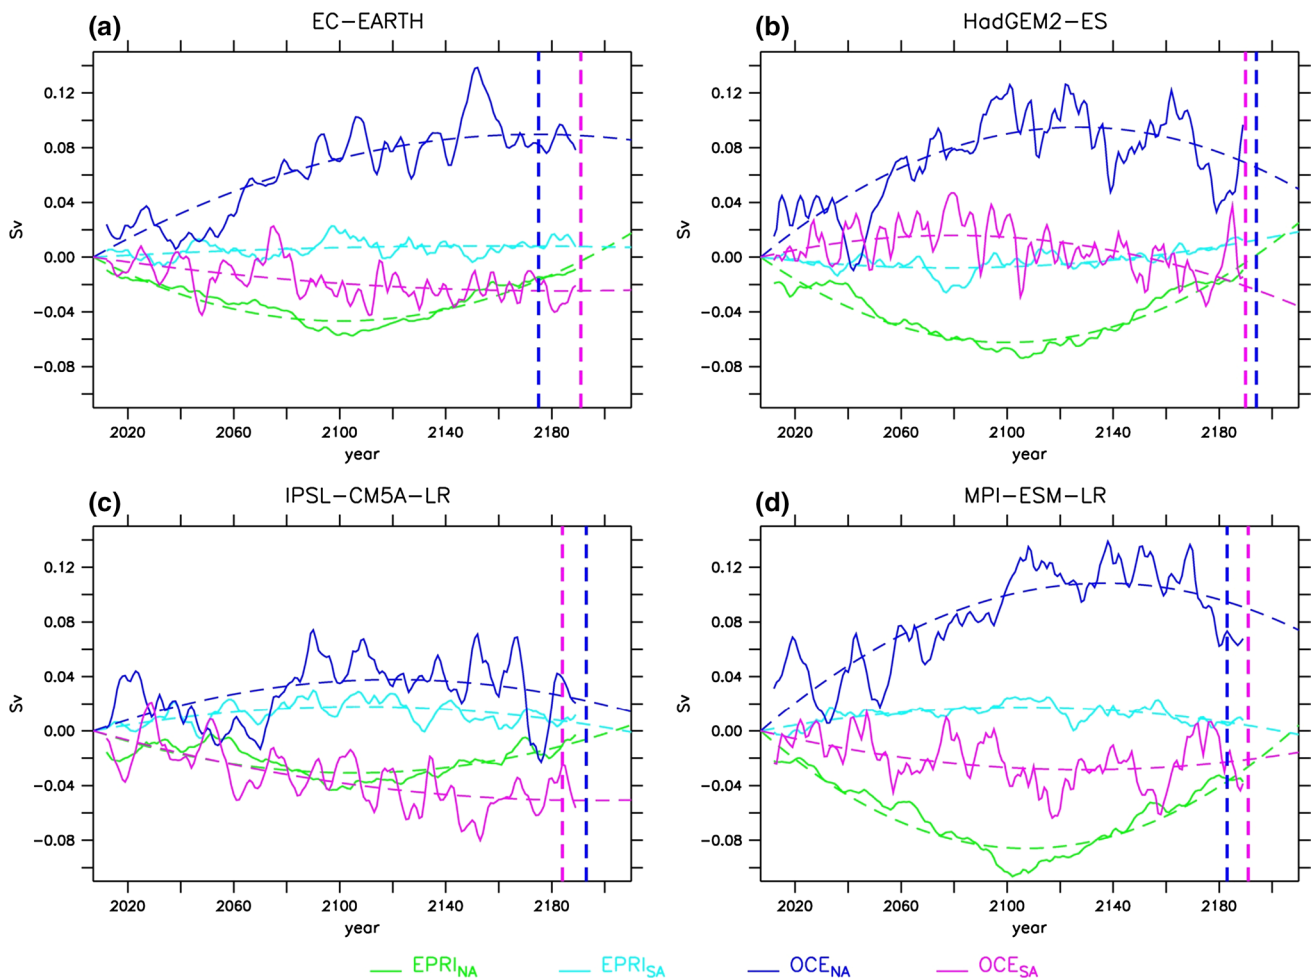 (a) EC−EARTH
Sv
0.12
0.08
0.04
0.00
−0.04
−0.08
2020 2060 2100 2140 2180
year
(b) HadGEM2−ES
Sv
0.12
0.08
0.04
0.00
−0.04
−0.08
2020 2060 2100 2140 2180
year
(c) IPSL−CM5A−LR
Sv
0.12
0.08
0.04
0.00
−0.04
−0.08
2020 2060 2100 2140 2180
year
(d) MPI−ESM−LR
Sv
0.12
0.08
0.04
0.00
−0.04
−0.08
2020 2060 2100 2140 2180
year
EPRI_NA EPRI_SA OCE_NA OCE_SA